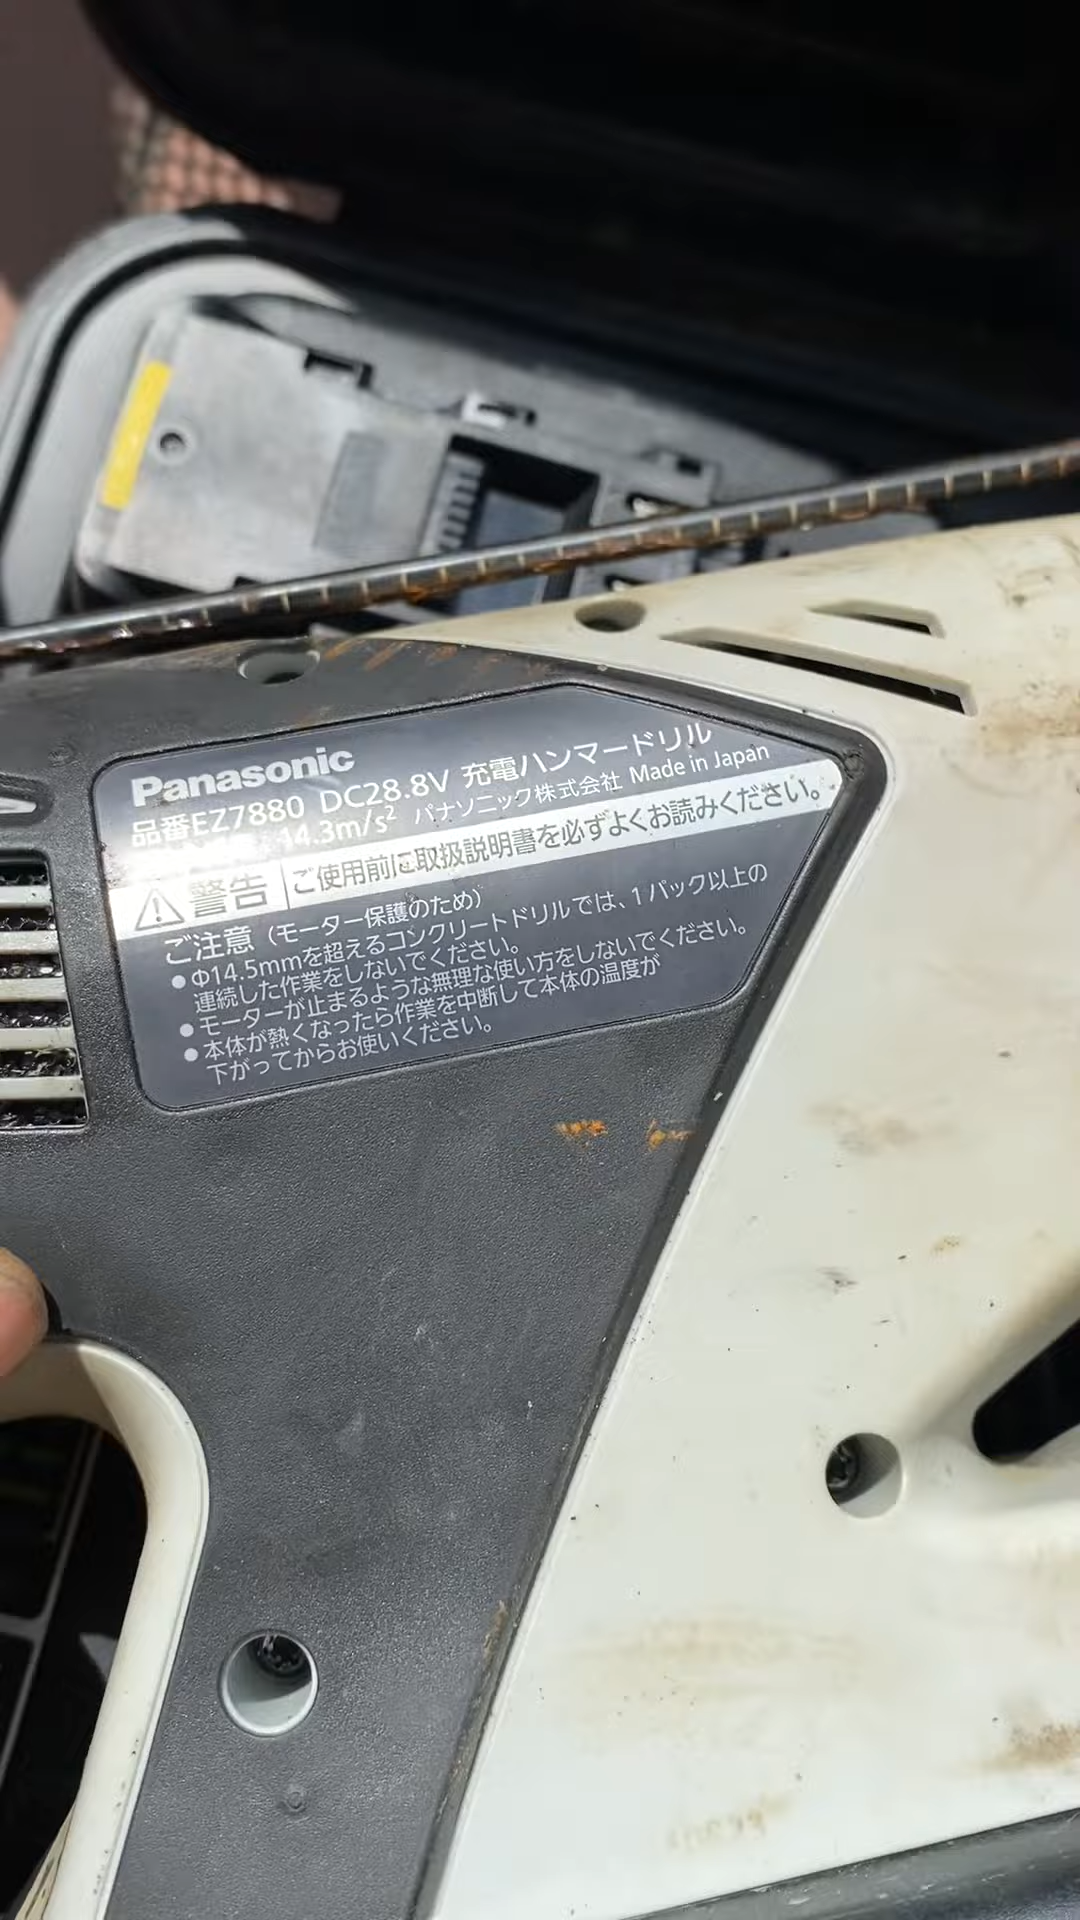 Panasonic
品番EZ7880 DC28.8V 充電ハンマードリル
14.3m/s² パナソニック株式会社 Made in Japan
警告 ご使用前に取扱説明書を必ずよくお読みください。
ご注意（モーター保護のため）
●Φ14.5mmを超えるコンクリートドリルでは、1パック以上の
連続した作業をしないでください。
●モーターが止まるような無理な使い方をしないでください。
●本体が熱くなったら作業を中断して本体の温度が
下がってからお使いください。